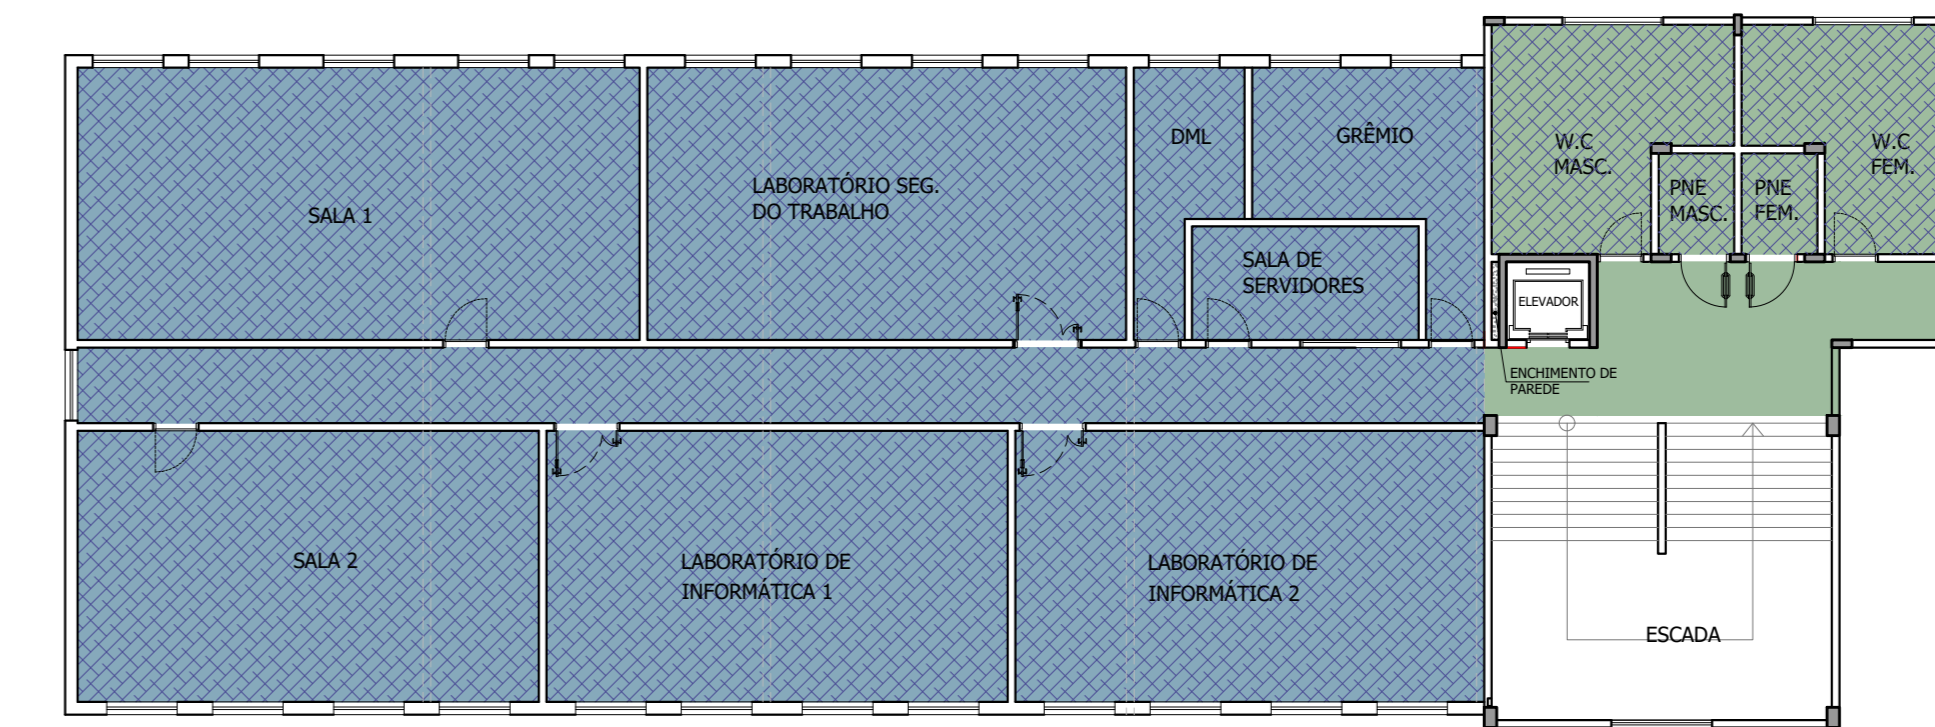 SALA 1
LABORATÓRIO SEG.
DO TRABALHO
DML
GRÊMIO
SALA DE
SERVIDORES
W.C
MASC.
PNE
MASC.
PNE
FEM.
W.C
FEM.
ELEVADOR
ENCHIMENTO DE
PAREDE
SALA 2
LABORATÓRIO DE
INFORMÁTICA 1
LABORATÓRIO DE
INFORMÁTICA 2
ESCADA